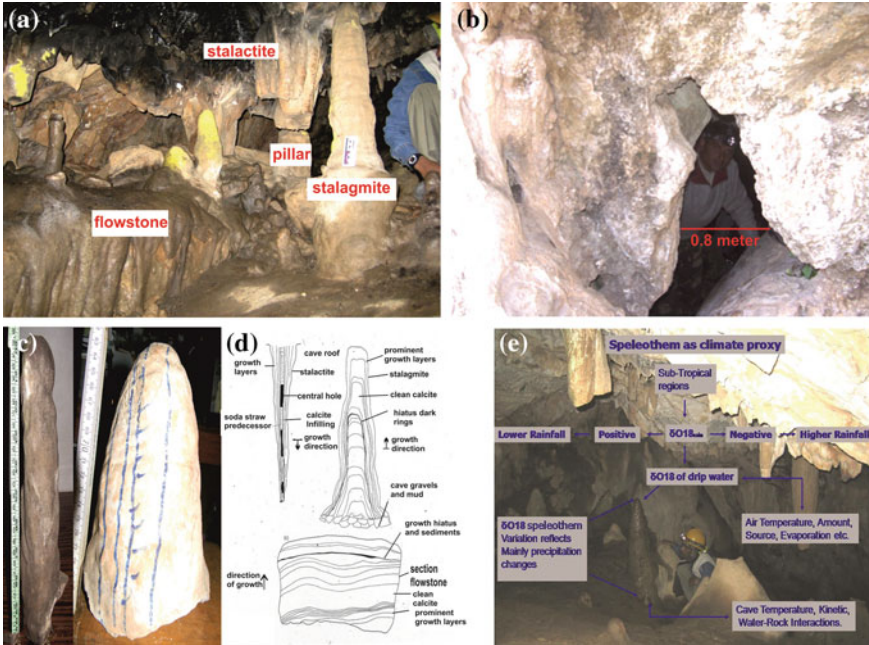 (a)
stalactite
pillar
stalagmite
flowstone
(b)
0.8 meter
(c)
(d)
cave roof
growth
layers
stalactite
central hole
soda straw
predecessor
calcite
Infilling
growth
direction
prominent
growth layers
stalagmite
clean calcite
hiatus dark
rings
growth
direction
cave gravels
and mud
growth hiatus
and sediments
direction
of growth
section
flowstone
clean
calcite
prominent
growth layers
(e)
Speleothem as climate proxy
Sub-Tropical
regions
Lower Rainfall
Positive
δO18
Negative
Higher Rainfall
δO18 of drip water
δO18 speleothem
Variation reflects
Mainly precipitation
changes
Air Temperature, Amount,
Source, Evaporation etc.
Cave Temperature, Kinetic,
Water-Rock Interactions.